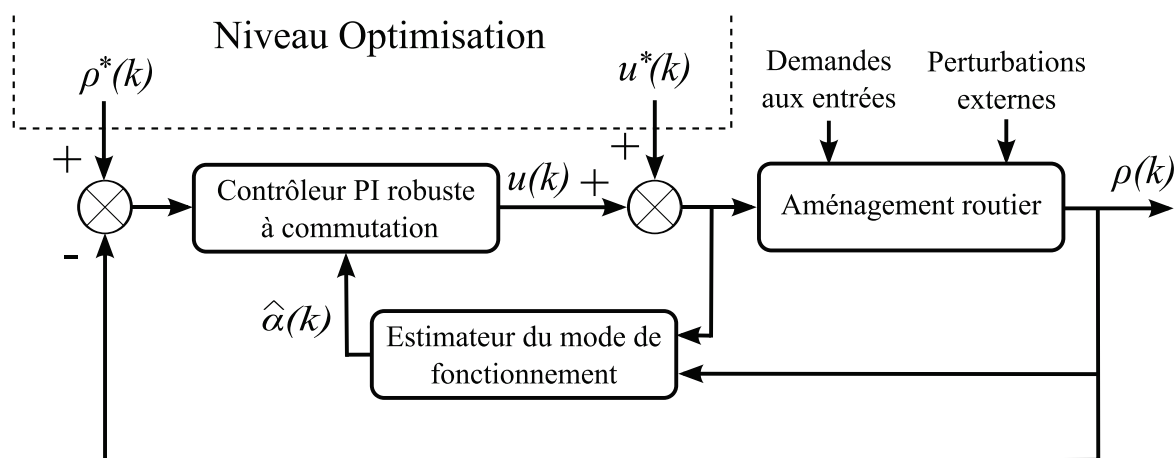 Niveau Optimisation
ρ*(k)
u*(k)
Demandes
aux entrées
Perturbations
externes
+
+
Contrôleur PI robuste
à commutation
u(k) +
Aménagement routier
ρ(k)
-
α̂(k)
Estimateur du mode de
fonctionnement